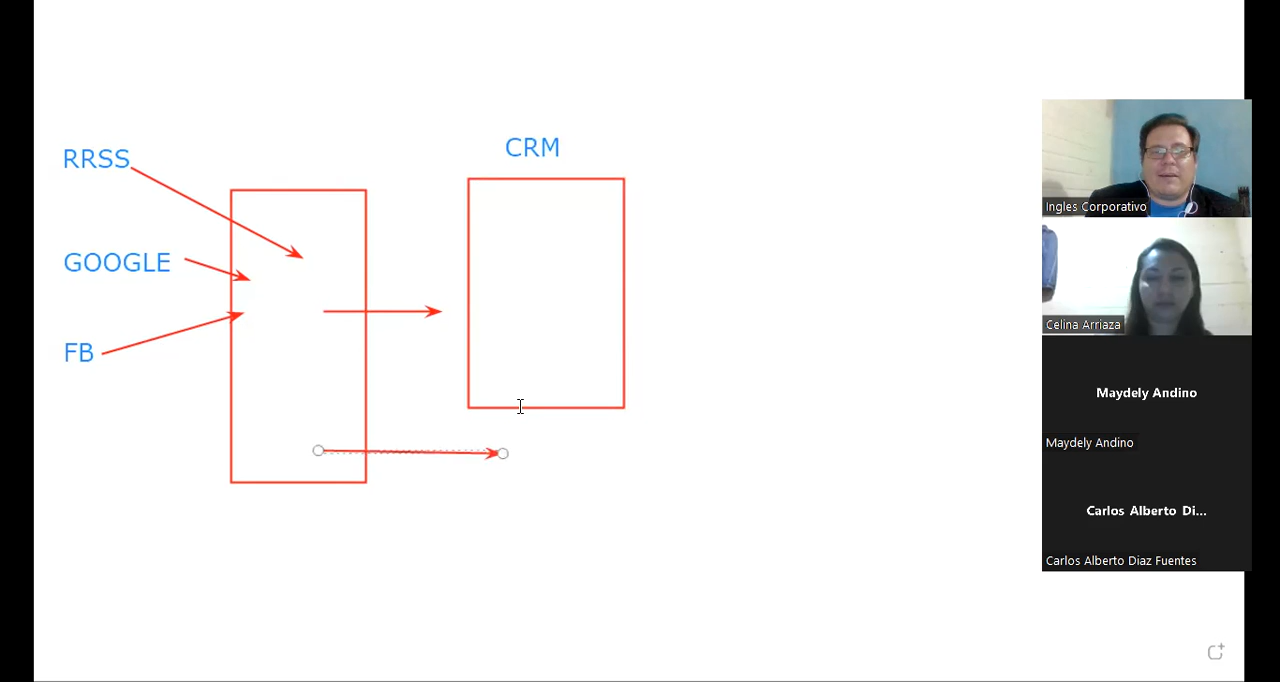 RRSS
CRM
GOOGLE
FB
Ingles Corporativo
Celina Arriaza
Maydely Andino
Maydely Andino
Carlos Alberto Di...
Carlos Alberto Diaz Fuentes